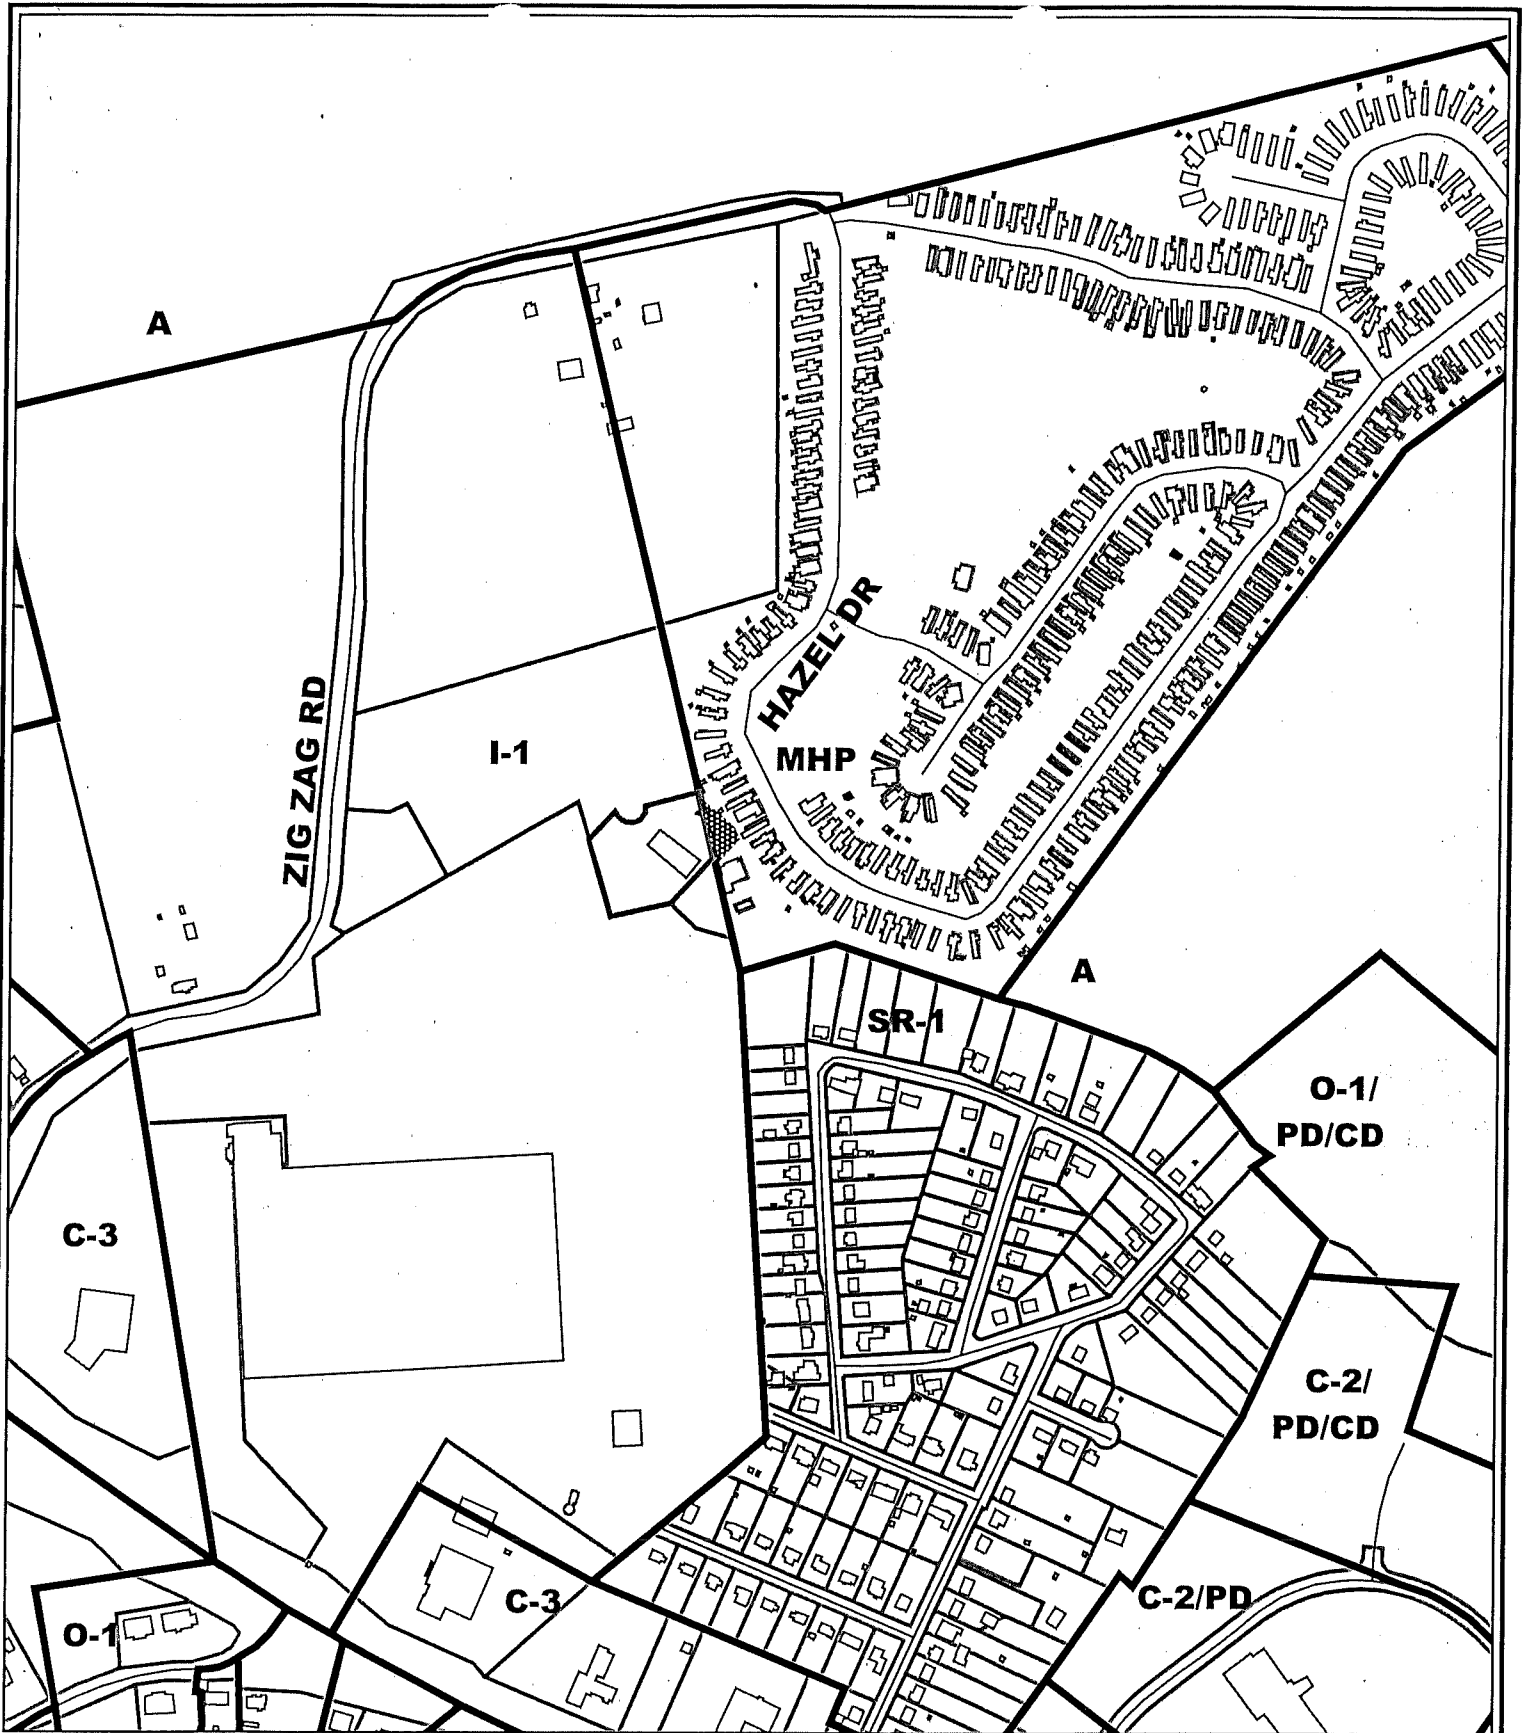 A
HAZEL DR
ZIG ZAG RD
I-1
MHP
A
SR-1
O-1/
PD/CD
C-3
C-2/
PD/CD
C-3
C-2/PD
O-1